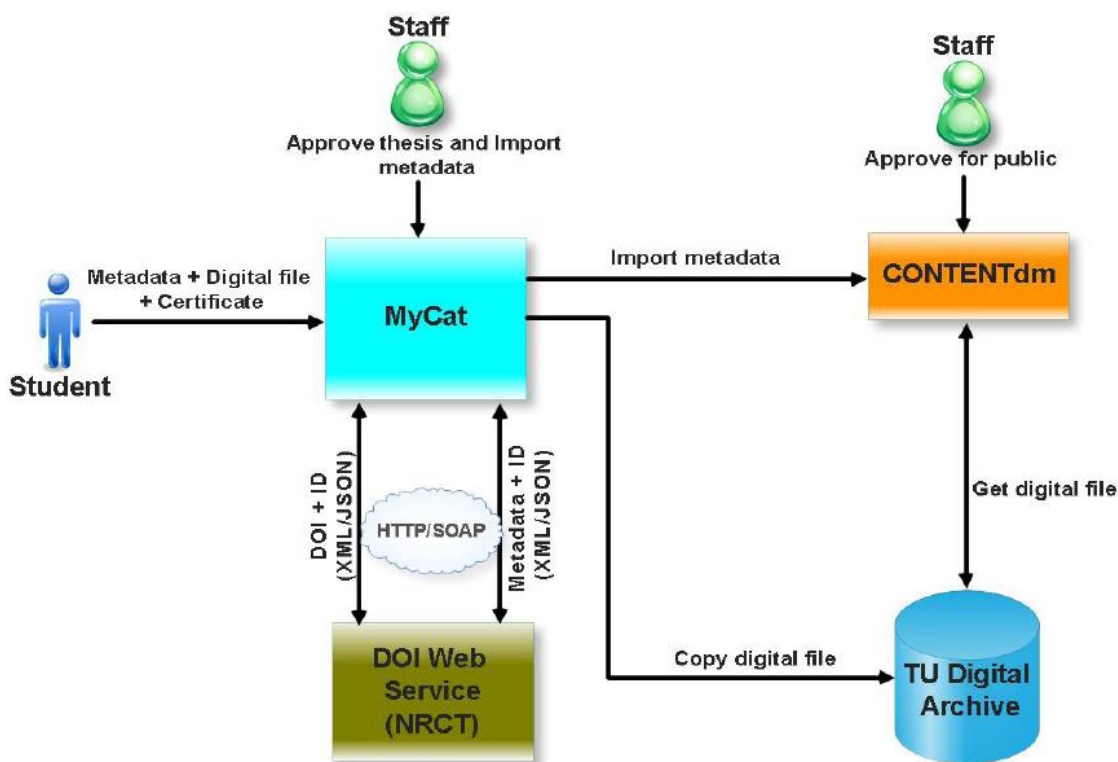 Staff
Approve thesis and Import
metadata
Staff
Approve for public
Metadata + Digital file
+ Certificate
Student
MyCat
Import metadata
CONTENTdm
DOI + ID
(XML/JSON)
HTTP/SOAP
Metadata + ID
(XML/JSON)
Get digital file
DOI Web
Service
(NRCT)
Copy digital file
TU Digital
Archive